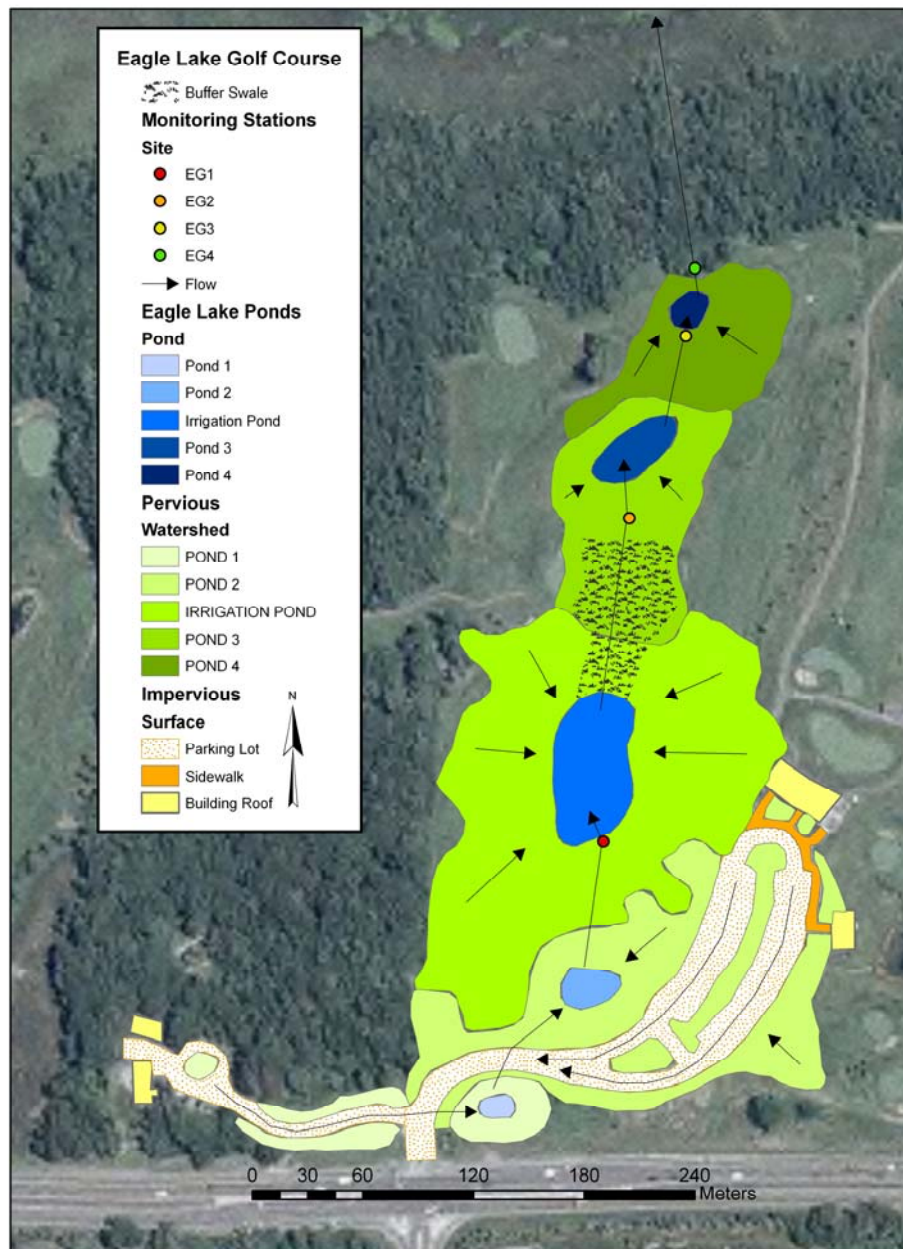 Eagle Lake Golf Course
Buffer Swale
Monitoring Stations
Site
EG1
EG2
EG3
EG4
Flow
Eagle Lake Ponds
Pond
Pond 1
Pond 2
Irrigation Pond
Pond 3
Pond 4
Pervious
Watershed
POND 1
POND 2
IRRIGATION POND
POND 3
POND 4
Impervious
Surface
N
Parking Lot
Sidewalk
Building Roof
0 30 60 120 180 240
Meters